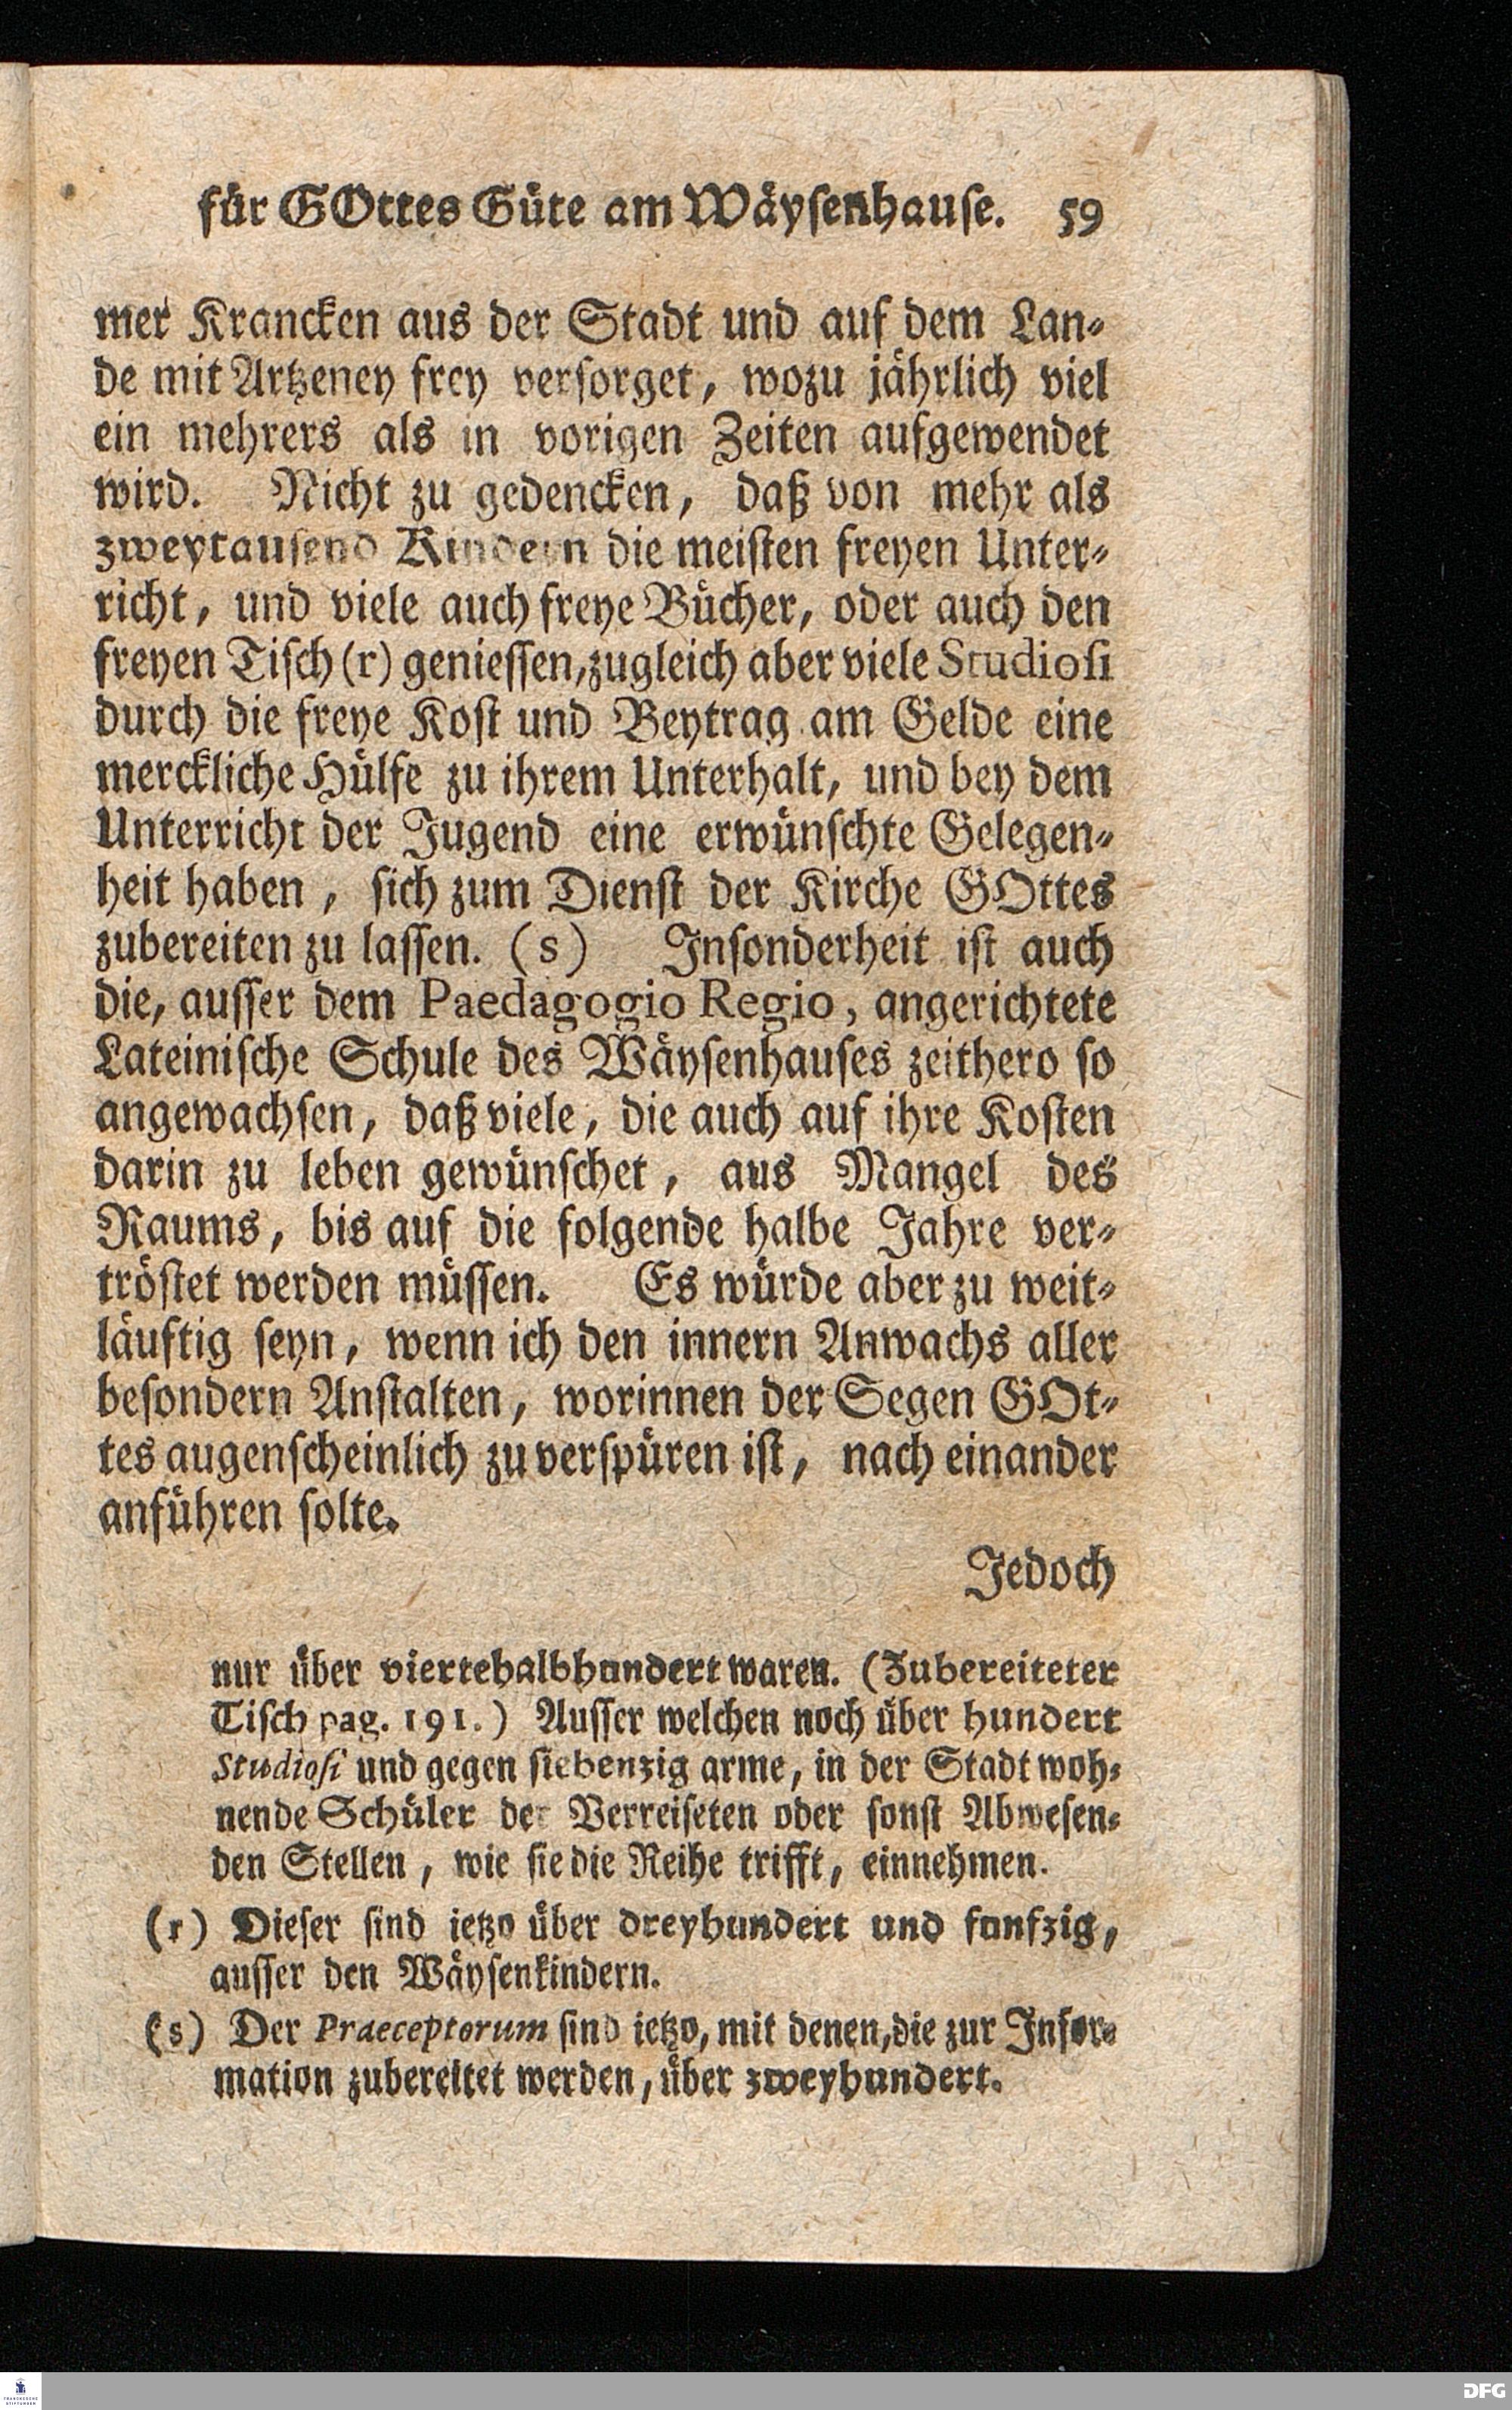 für GOttes Güte am Wäysenhause. 59
mer Krancken aus der Stadt und auf dem Lan-
de mit Artzeney frey versorget, wozu jährlich viel
ein mehrers als in vorigen Zeiten aufgewendet
wird. Nicht zu gedencken, daß von mehr als
zweytausend Kindern die meisten freyen Unter-
richt, und viele auch freye Bücher, oder auch den
freyen Tisch (r) geniessen, zugleich aber viele Studiosi
durch die freye Kost und Beytrag am Gelde eine
merckliche Hülfe zu ihrem Unterhalt, und bey dem
Unterricht der Jugend eine erwünschte Gelegen-
heit haben, sich zum Dienst der Kirche GOttes
zubereiten zu lassen. (s) Insonderheit ist auch
die, ausser dem Paedagogio Regio, angerichtete
Lateinische Schule des Wäysenhauses zeithero so
angewachsen, daß viele, die auch auf ihre Kosten
darin zu leben gewünschet, aus Mangel des
Raums, bis auf die folgende halbe Jahre ver-
tröstet werden müssen. Es würde aber zu weit-
läuftig seyn, wenn ich den innern Anwachs aller
besondern Anstalten, worinnen der Segen GOt-
tes augenscheinlich zu verspüren ist, nach einander
anführen solte.
Jedoch
nur über viertehalbhundert waren. (Zubereiteter
Tisch pag. 191.) Ausser welchen noch über hundert
Studiosi und gegen siebenzig arme, in der Stadt woh-
nende Schüler der Verreiseten oder sonst Abwesen-
den Stellen, wie sie die Reihe trifft, einnehmen.
(r) Dieser sind ietzo über dreyhundert und funfzig,
ausser den Wäysenkindern.
(s) Der Praeceptorum sind ietzo, mit denen, die zur Infor-
mation zubereitet werden, über zweyhundert.
FRANCKESCHE
STIFTUNGEN
DFG